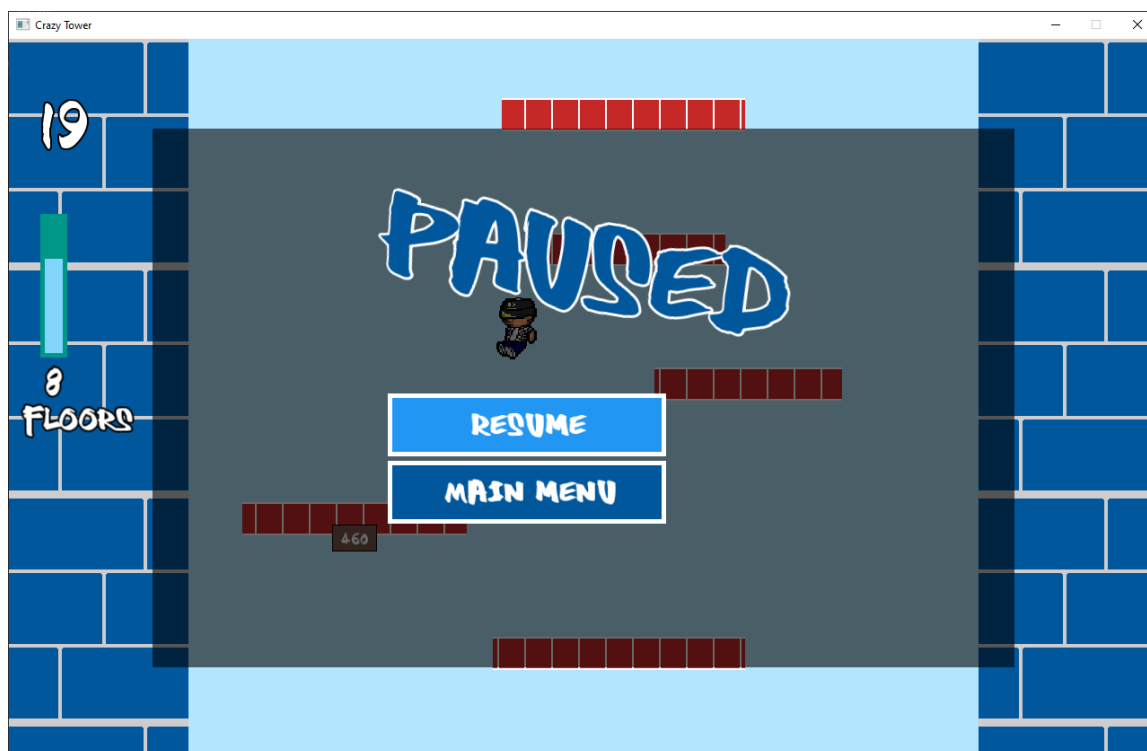 Crazy Tower
19
PAUSED
8
FLOORS
RESUME
MAIN MENU
460